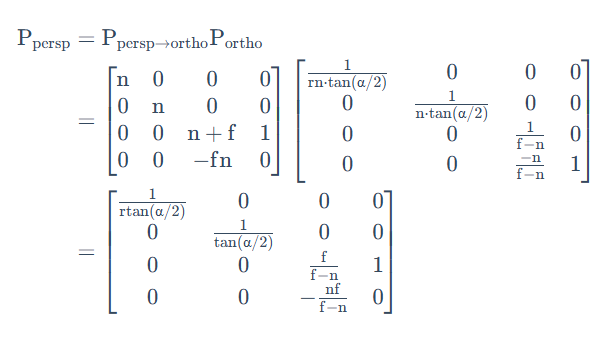 P_persp = P_persp→ortho P_ortho
= [n 0 0 0; 0 n 0 0; 0 0 n+f 1; 0 0 −fn 0] [1/(rn·tan(α/2)) 0 0 0; 0 1/(n·tan(α/2)) 0 0; 0 0 1/(f−n) 0; 0 0 −n/(f−n) 1]
= [1/(rtan(α/2)) 0 0 0; 0 1/(tan(α/2)) 0 0; 0 0 f/(f−n) 1; 0 0 −nf/(f−n) 0]